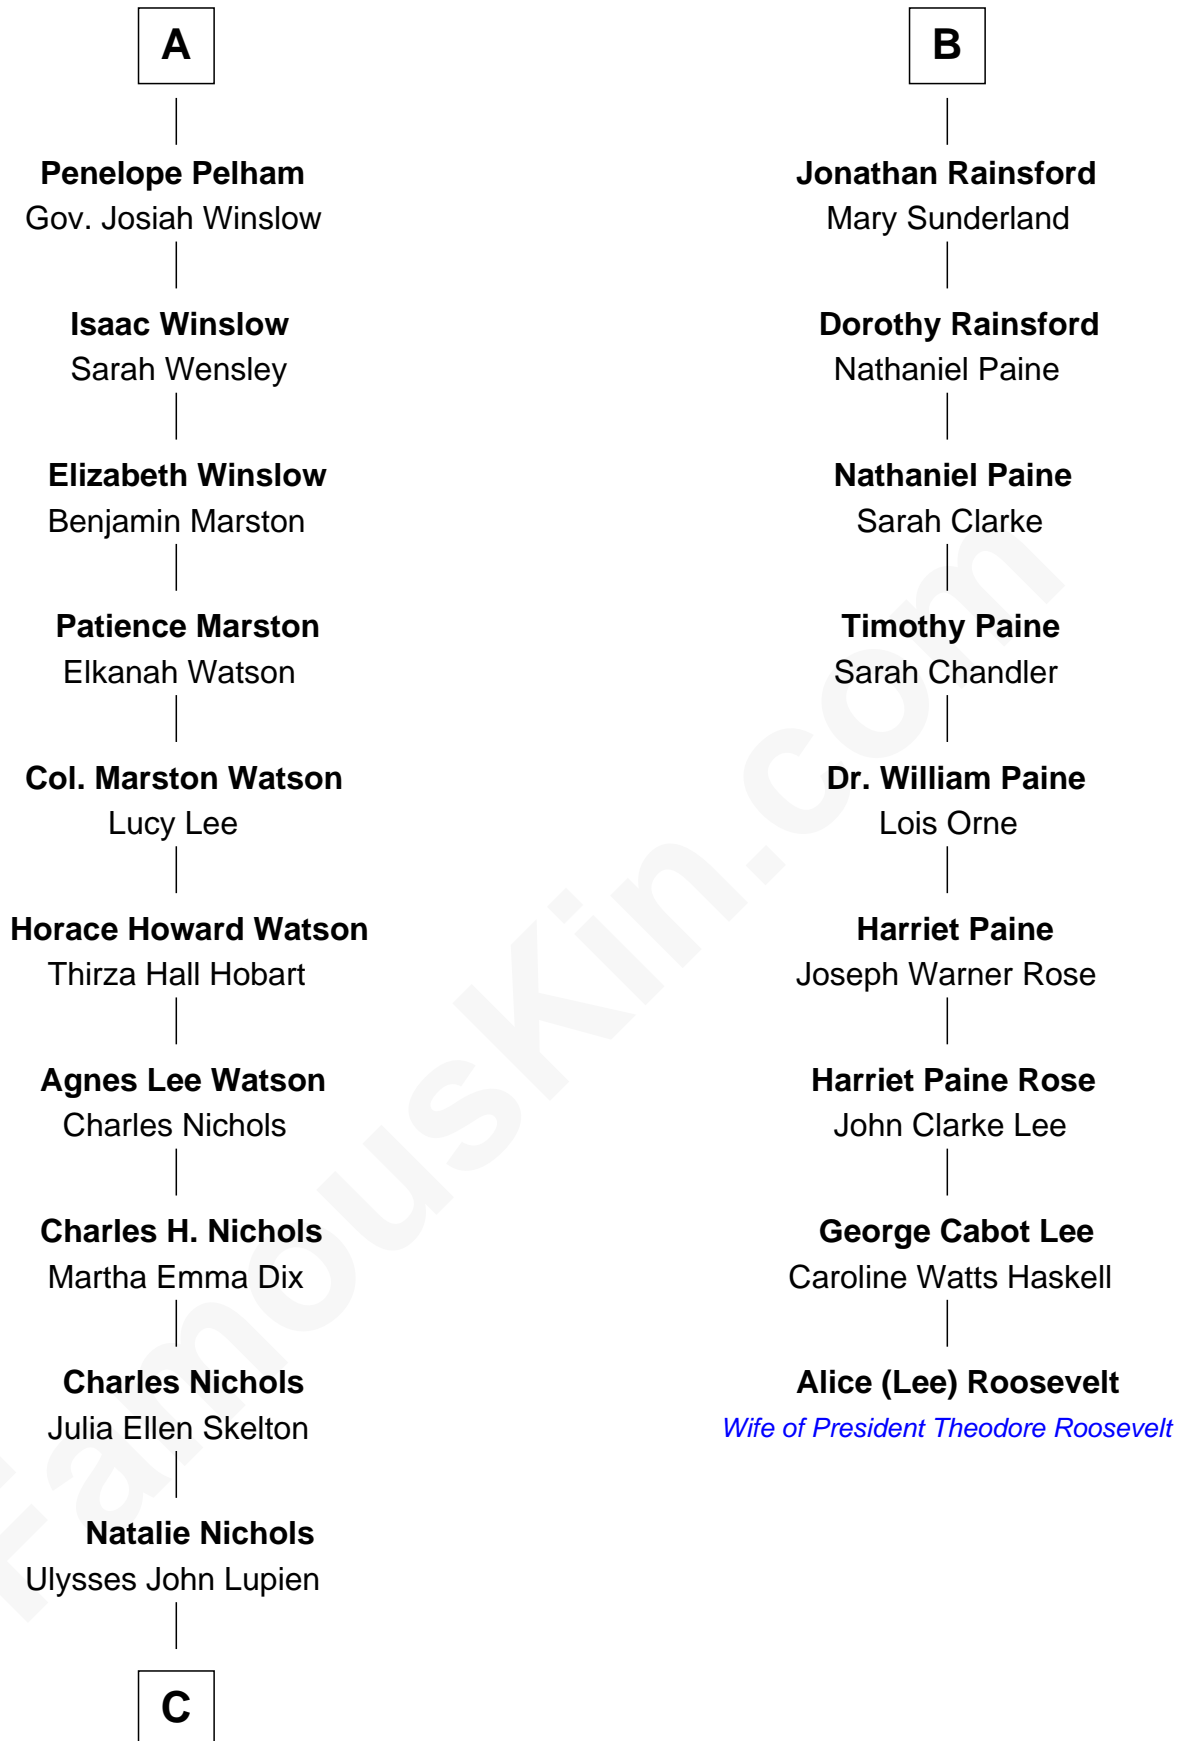 A
Penelope Pelham
Gov. Josiah Winslow
Isaac Winslow
Sarah Wensley
Elizabeth Winslow
Benjamin Marston
Patience Marston
Elkanah Watson
Col. Marston Watson
Lucy Lee
Horace Howard Watson
Thirza Hall Hobart
Agnes Lee Watson
Charles Nichols
Charles H. Nichols
Martha Emma Dix
Charles Nichols
Julia Ellen Skelton
Natalie Nichols
Ulysses John Lupien
C
B
Jonathan Rainsford
Mary Sunderland
Dorothy Rainsford
Nathaniel Paine
Nathaniel Paine
Sarah Clarke
Timothy Paine
Sarah Chandler
Dr. William Paine
Lois Orne
Harriet Paine
Joseph Warner Rose
Harriet Paine Rose
John Clarke Lee
George Cabot Lee
Caroline Watts Haskell
Alice (Lee) Roosevelt
Wife of President Theodore Roosevelt
FamousKin.com